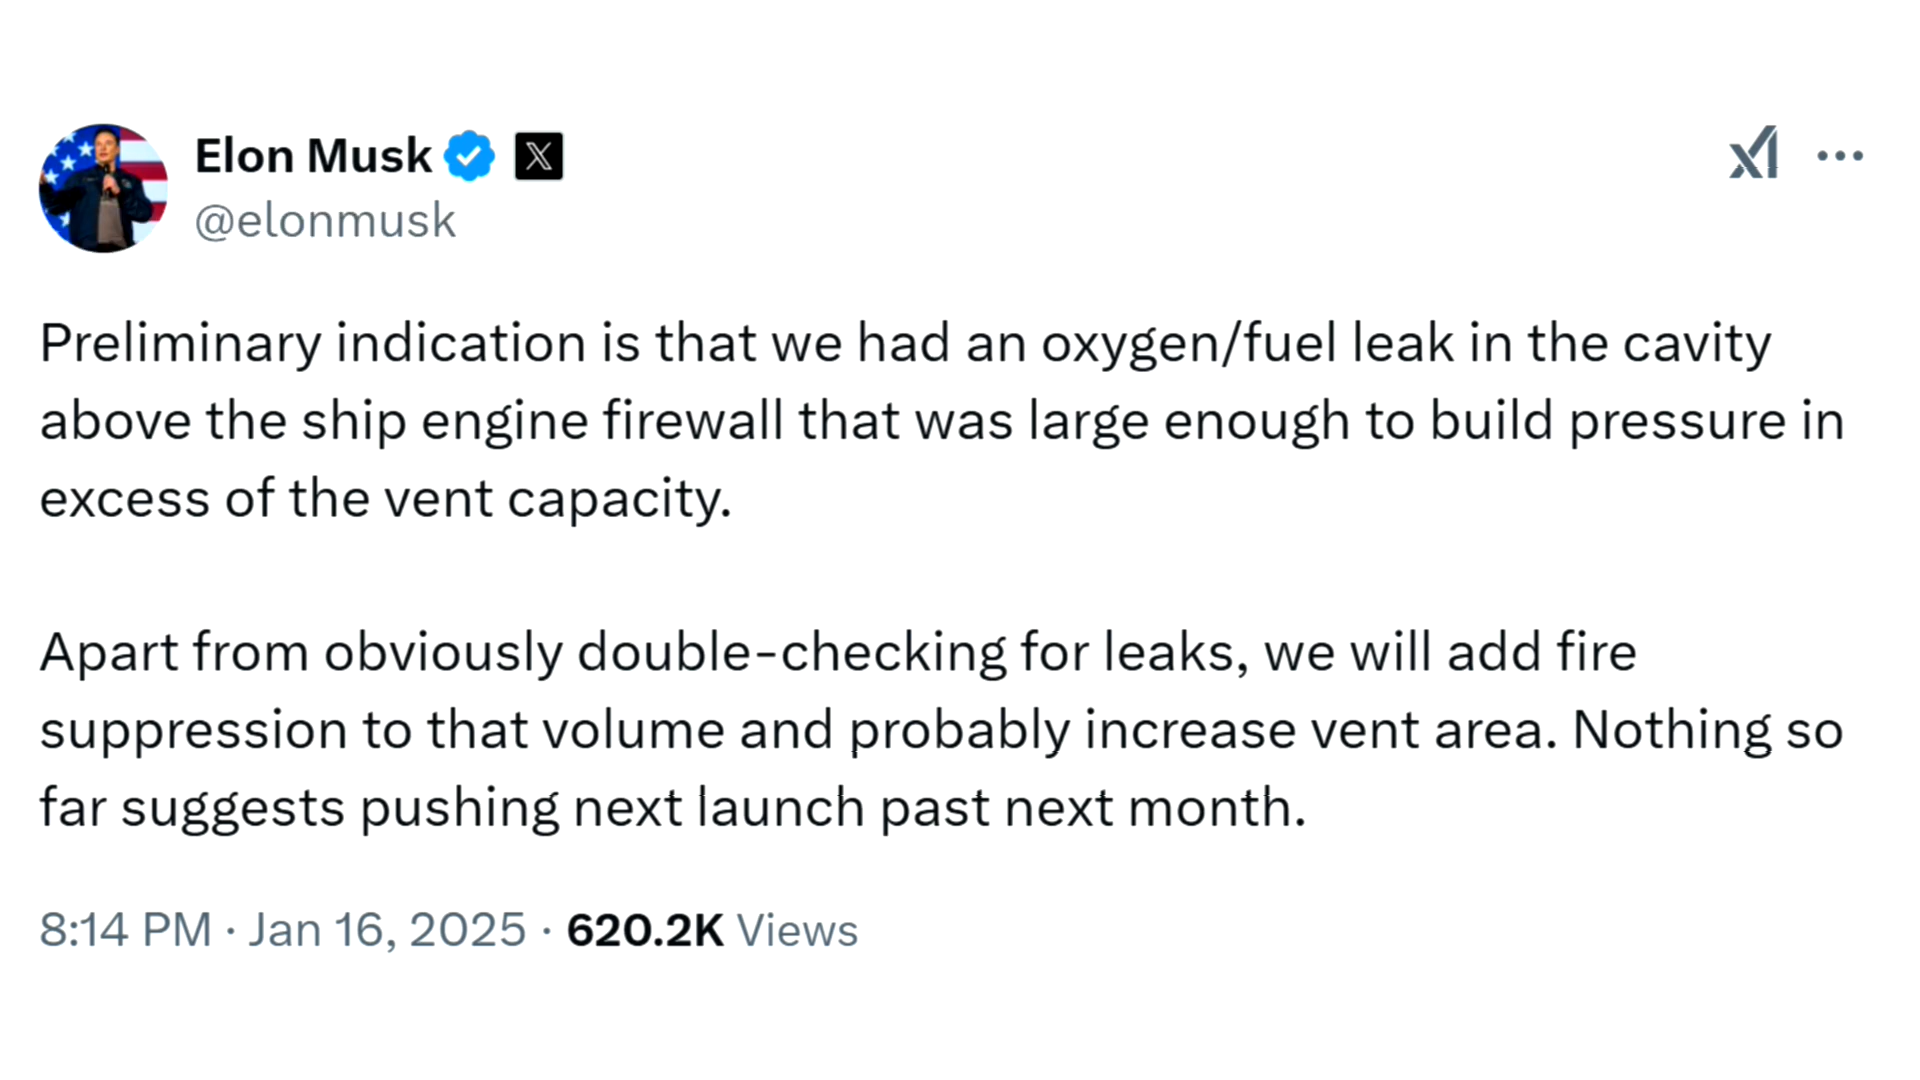 Elon Musk
@elonmusk
Preliminary indication is that we had an oxygen/fuel leak in the cavity
above the ship engine firewall that was large enough to build pressure in
excess of the vent capacity.
Apart from obviously double-checking for leaks, we will add fire
suppression to that volume and probably increase vent area. Nothing so
far suggests pushing next launch past next month.
8:14 PM · Jan 16, 2025 · 620.2K Views